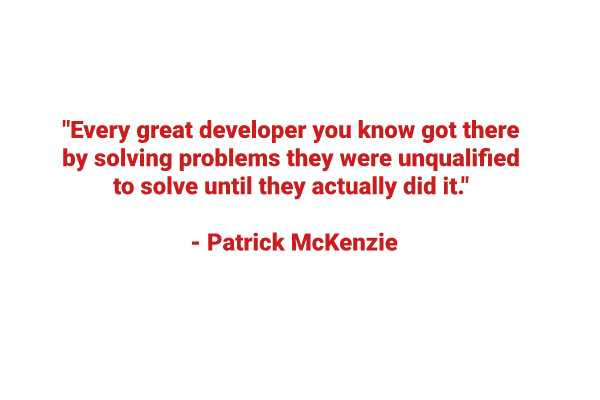 "Every great developer you know got there
by solving problems they were unqualified
to solve until they actually did it."
- Patrick McKenzie